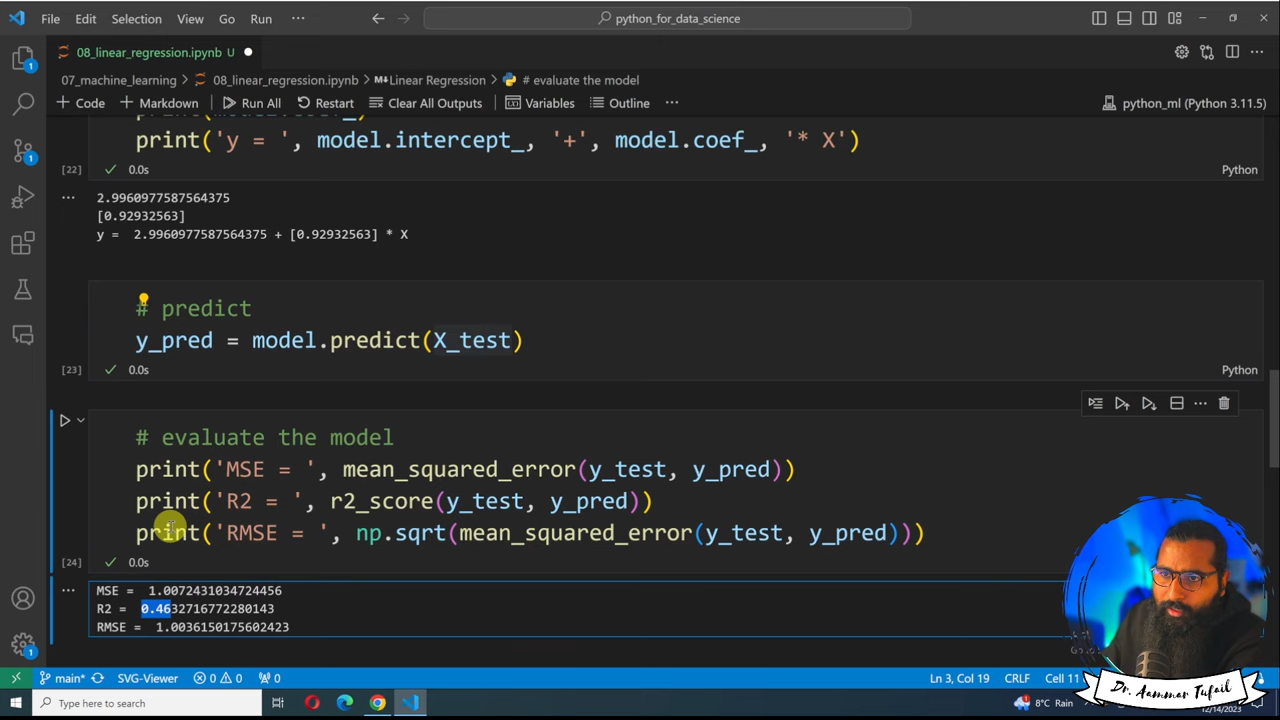 File Edit Selection View Go Run ··· python_for_data_science
08_linear_regression.ipynb U
07_machine_learning > 08_linear_regression.ipynb > Linear Regression > # evaluate the model
+ Code + Markdown Run All Restart Clear All Outputs Variables Outline ··· python_ml (Python 3.11.5)
print('y = ', model.intercept_, '+', model.coef_, '* X')
[22] 0.0s Python
2.9960977587564375
[0.92932563]
y =  2.9960977587564375 + [0.92932563] * X
# predict
y_pred = model.predict(X_test)
[23] 0.0s Python
# evaluate the model
print('MSE = ', mean_squared_error(y_test, y_pred))
print('R2 = ', r2_score(y_test, y_pred))
print('RMSE = ', np.sqrt(mean_squared_error(y_test, y_pred)))
[24] 0.0s
MSE =  1.0072431034724456
R2 =  0.4632716772280143
RMSE =  1.0036150175602423
main* SVG-Viewer 0 0 0 Ln 3, Col 19 CRLF Cell 11
Type here to search 8°C Rain
12/14/2023
Dr. Aammar Tufail